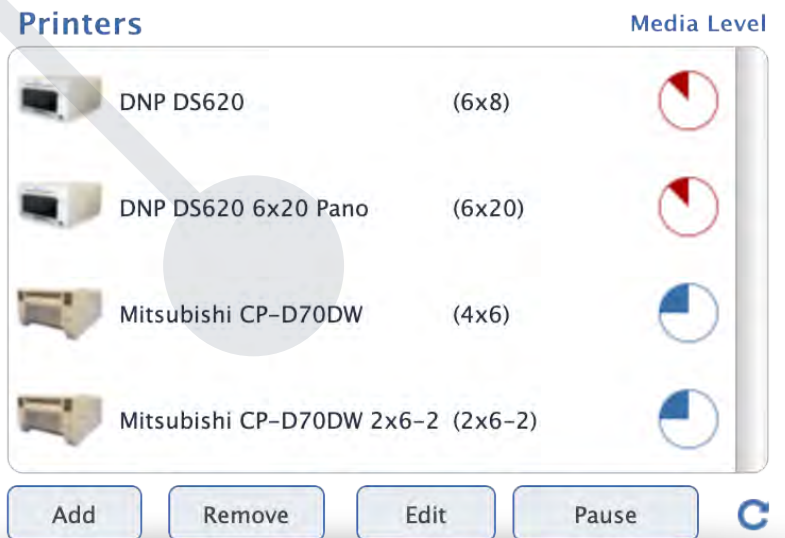 Printers Media Level
DNP DS620 (6x8)
DNP DS620 6x20 Pano (6x20)
Mitsubishi CP-D70DW (4x6)
Mitsubishi CP-D70DW 2x6-2 (2x6-2)
Add Remove Edit Pause